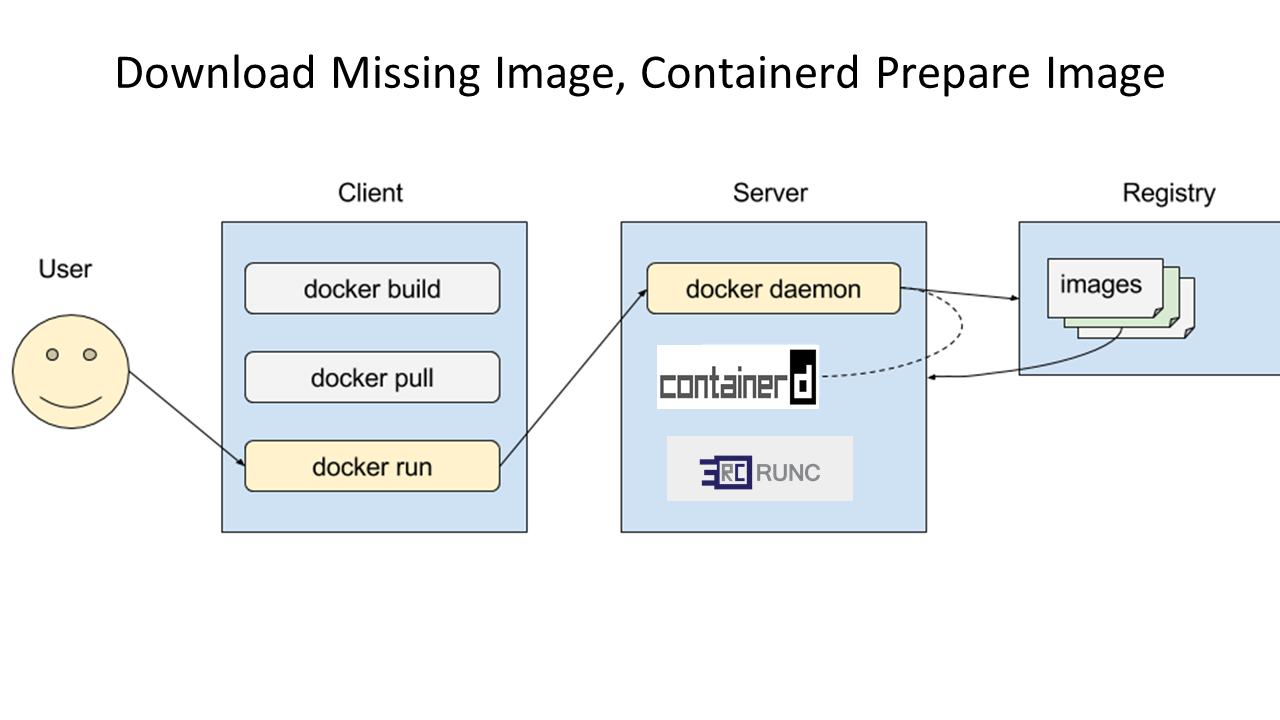 Download Missing Image, Containerd Prepare Image
Client
Server
Registry
User
docker build
docker daemon
images
docker pull
containerd
docker run
RC RUNC